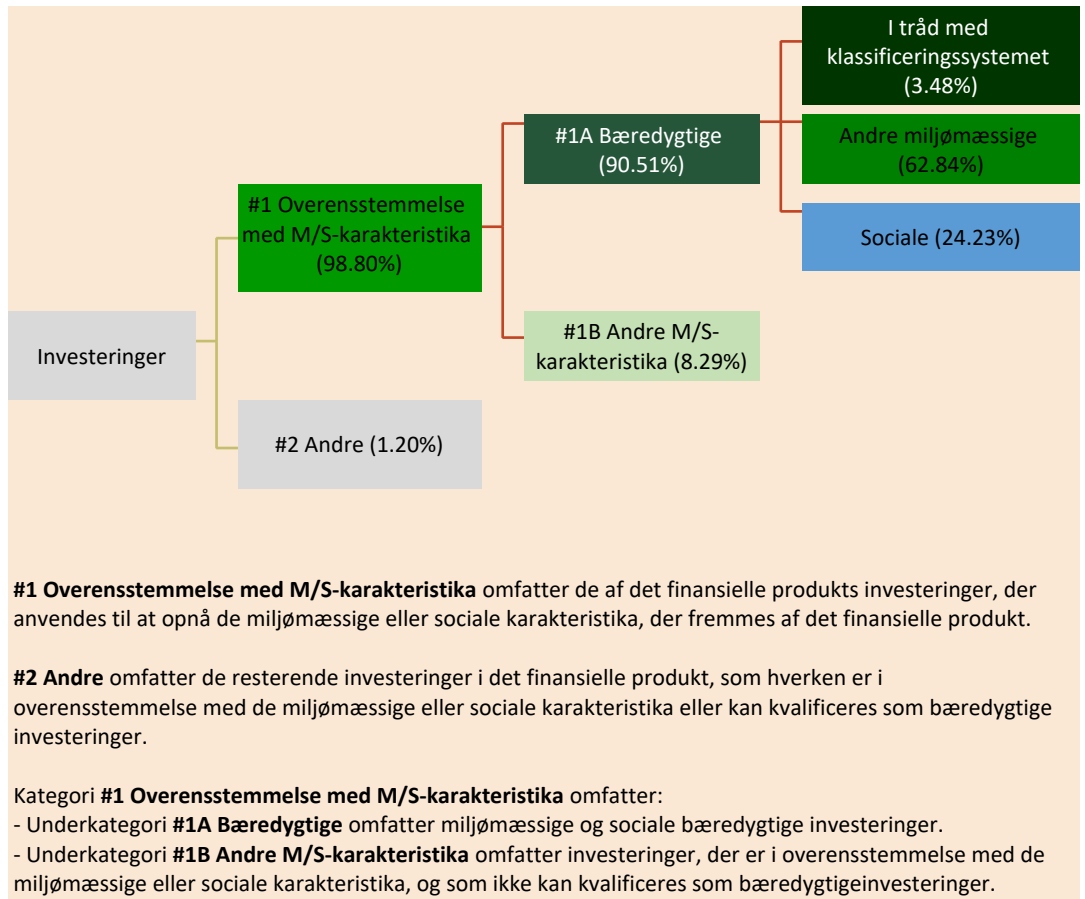 I tråd med
klassificeringssystemet
(3.48%)
#1A Bæredygtige
(90.51%)
Andre miljømæssige
(62.84%)
#1 Overensstemmelse
med M/S-karakteristika
(98.80%)
Sociale (24.23%)
Investeringer
#1B Andre M/S-
karakteristika (8.29%)
#2 Andre (1.20%)
#1 Overensstemmelse med M/S-karakteristika omfatter de af det finansielle produkts investeringer, der
anvendes til at opnå de miljømæssige eller sociale karakteristika, der fremmes af det finansielle produkt.
#2 Andre omfatter de resterende investeringer i det finansielle produkt, som hverken er i
overensstemmelse med de miljømæssige eller sociale karakteristika eller kan kvalificeres som bæredygtige
investeringer.
Kategori #1 Overensstemmelse med M/S-karakteristika omfatter:
- Underkategori #1A Bæredygtige omfatter miljømæssige og sociale bæredygtige investeringer.
- Underkategori #1B Andre M/S-karakteristika omfatter investeringer, der er i overensstemmelse med de
miljømæssige eller sociale karakteristika, og som ikke kan kvalificeres som bæredygtigeinvesteringer.